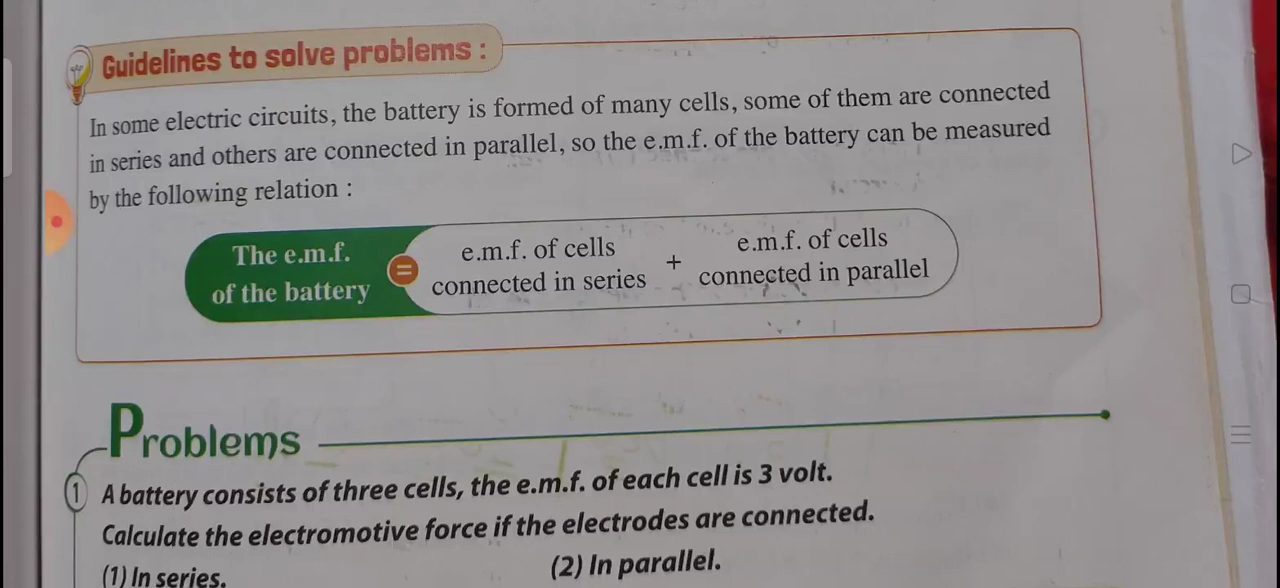 Guidelines to solve problems :
In some electric circuits, the battery is formed of many cells, some of them are connected
in series and others are connected in parallel, so the e.m.f. of the battery can be measured
by the following relation :
The e.m.f.
of the battery
=
e.m.f. of cells
connected in series
+
e.m.f. of cells
connected in parallel
Problems
1 A battery consists of three cells, the e.m.f. of each cell is 3 volt.
Calculate the electromotive force if the electrodes are connected.
(1) In series. (2) In parallel.